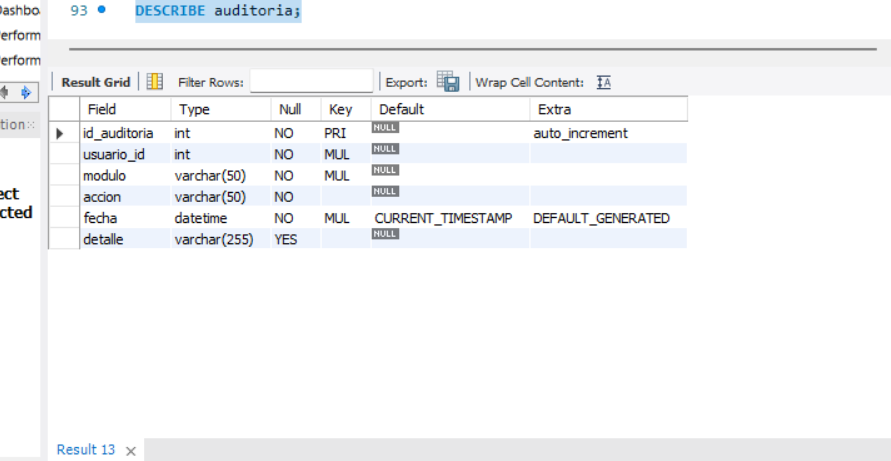 93 DESCRIBE auditoria;
Result Grid Filter Rows: Export: Wrap Cell Content:
Field Type Null Key Default Extra
id_auditoria int NO PRI NULL auto_increment
usuario_id int NO MUL NULL
modulo varchar(50) NO MUL NULL
accion varchar(50) NO NULL
fecha datetime NO MUL CURRENT_TIMESTAMP DEFAULT_GENERATED
detalle varchar(255) YES NULL
Result 13